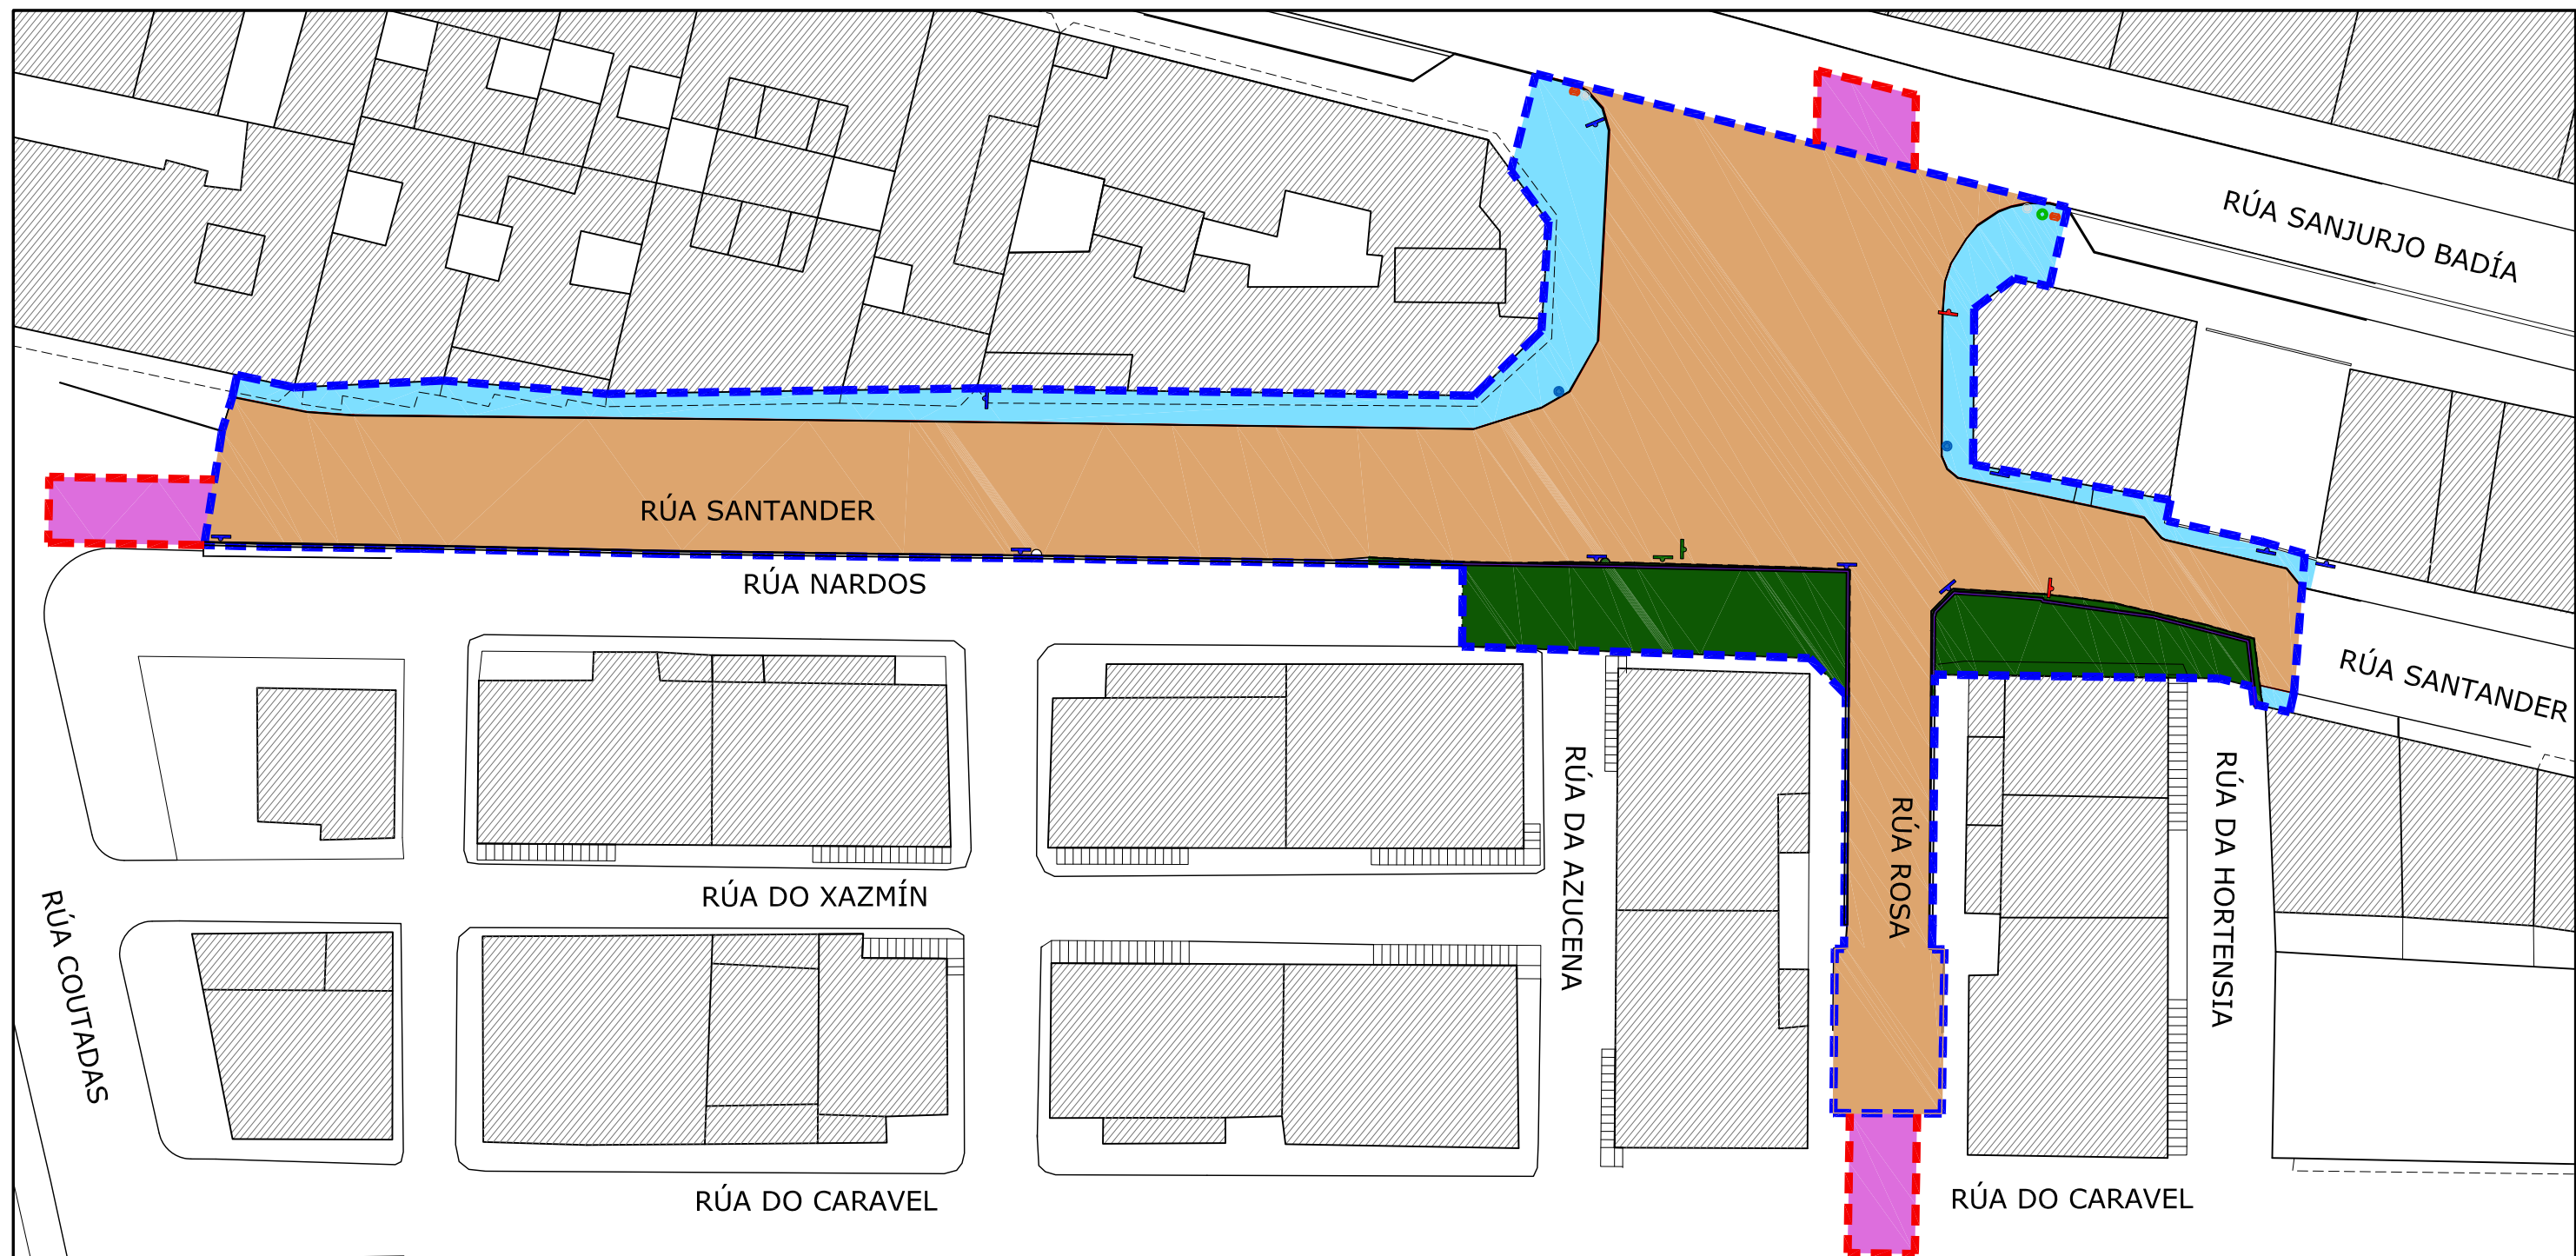 RÚA SANJURJO BADÍA
RÚA SANTANDER
RÚA NARDOS
RÚA SANTANDER
RÚA DA AZUCENA
RÚA ROSA
RÚA DA HORTENSIA
RÚA DO XAZMÍN
RÚA COUTADAS
RÚA DO CARAVEL
RÚA DO CARAVEL